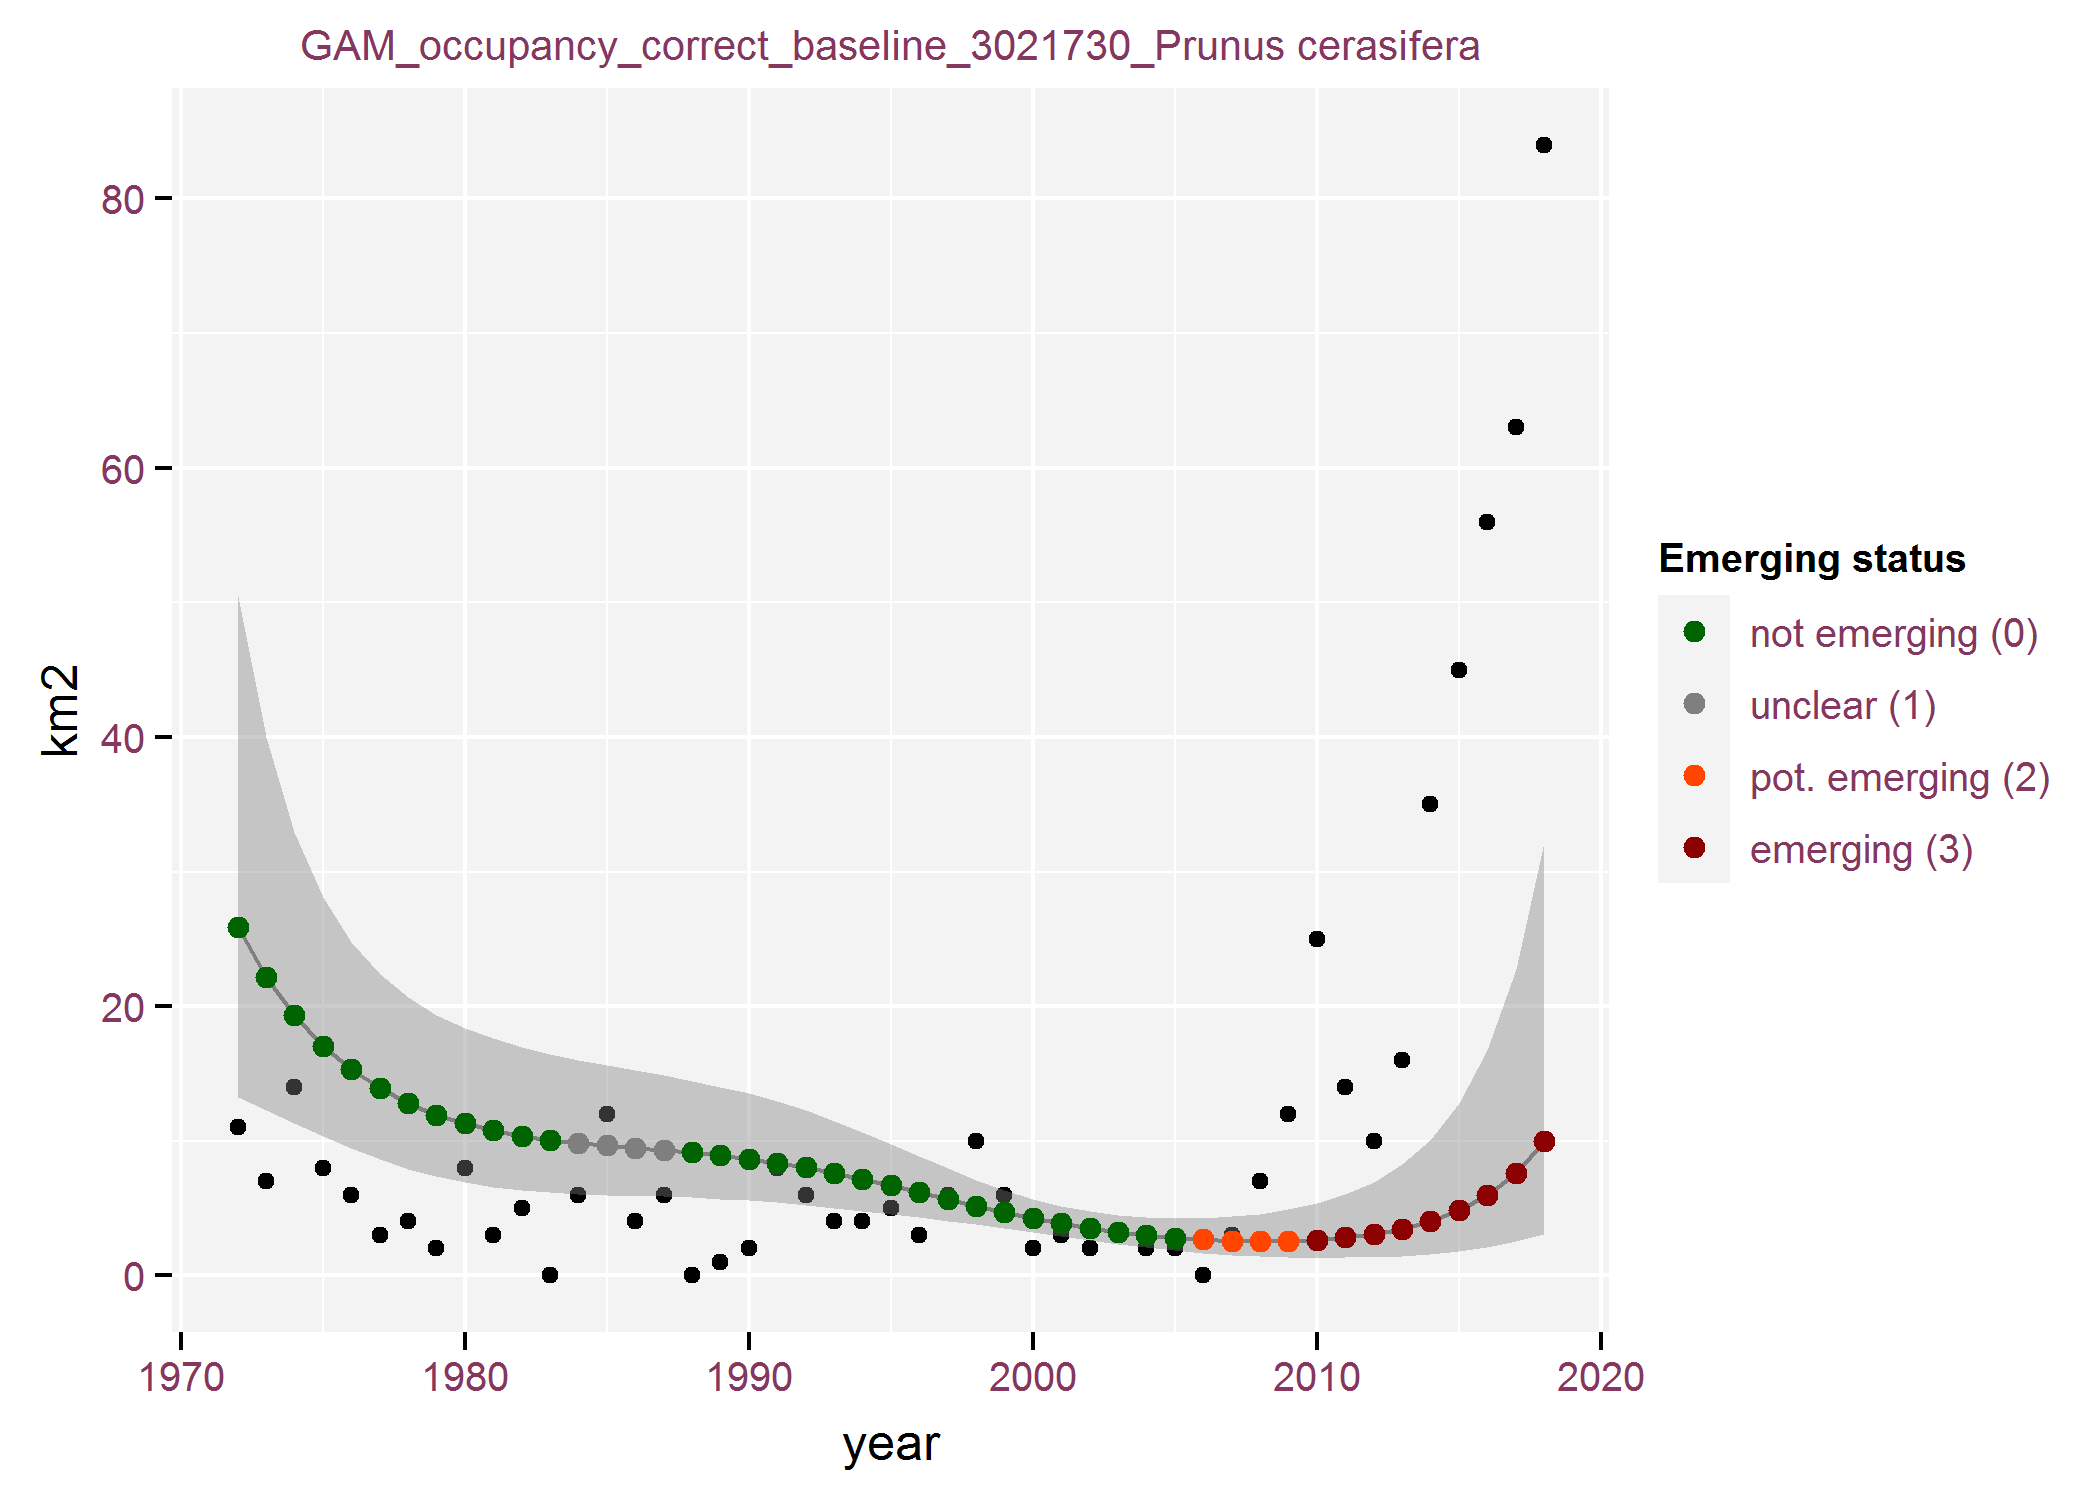 GAM_occupancy_correct_baseline_3021730_Prunus cerasifera
80
60
40
20
0
km2
1970 1980 1990 2000 2010 2020
year
Emerging status
not emerging (0)
unclear (1)
pot. emerging (2)
emerging (3)